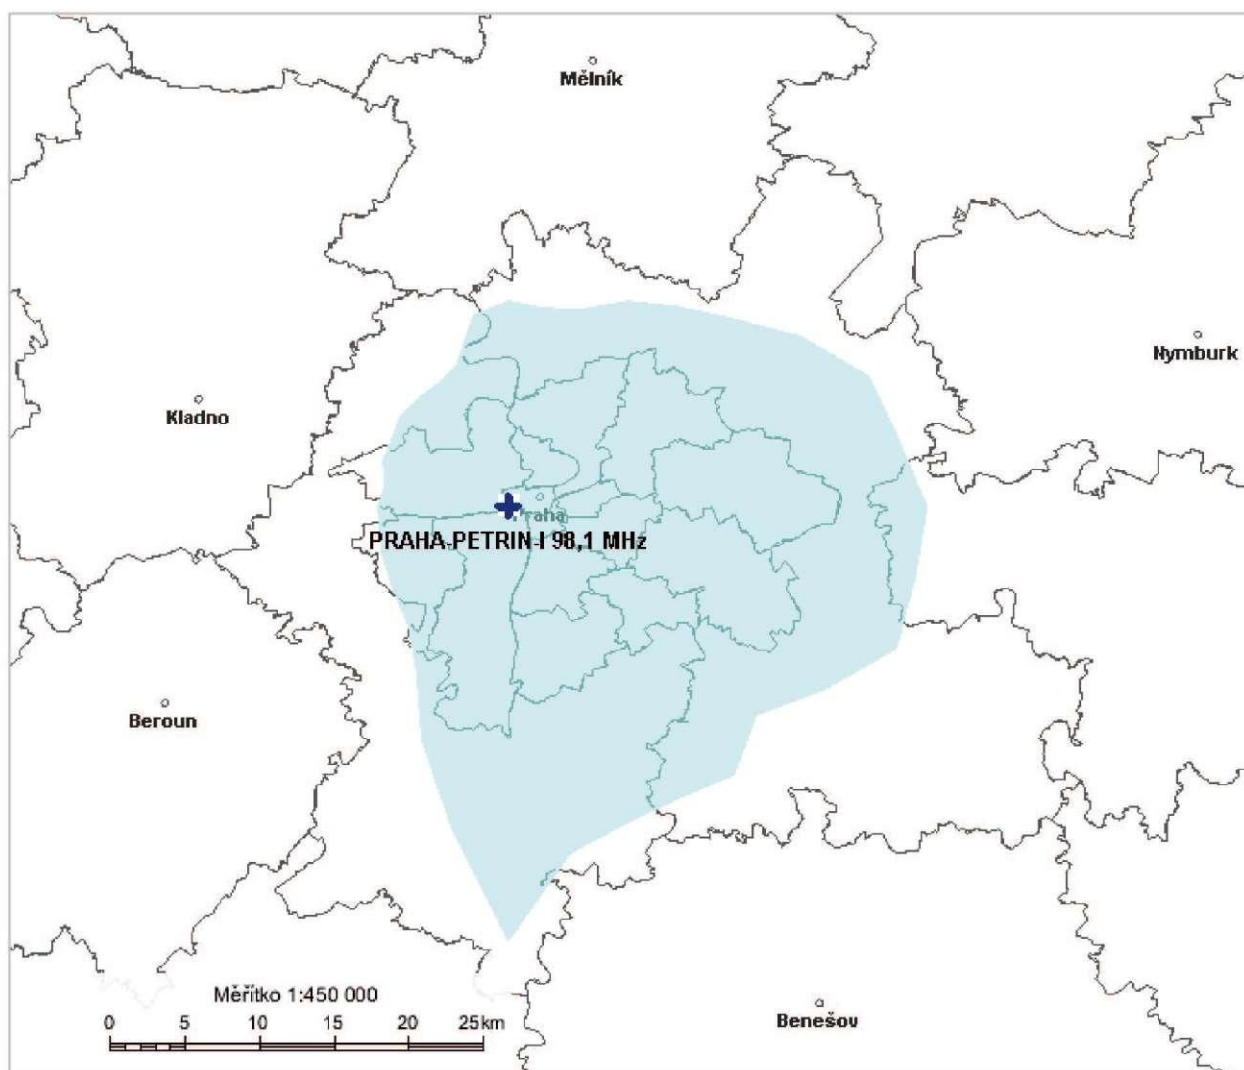 Mělník
Nymburk
Kladno
Praha
PRAHA-PETRIN-I 98,1 MHz
Beroun
Měřítko 1:450 000
0 5 10 15 20 25km
Benešov